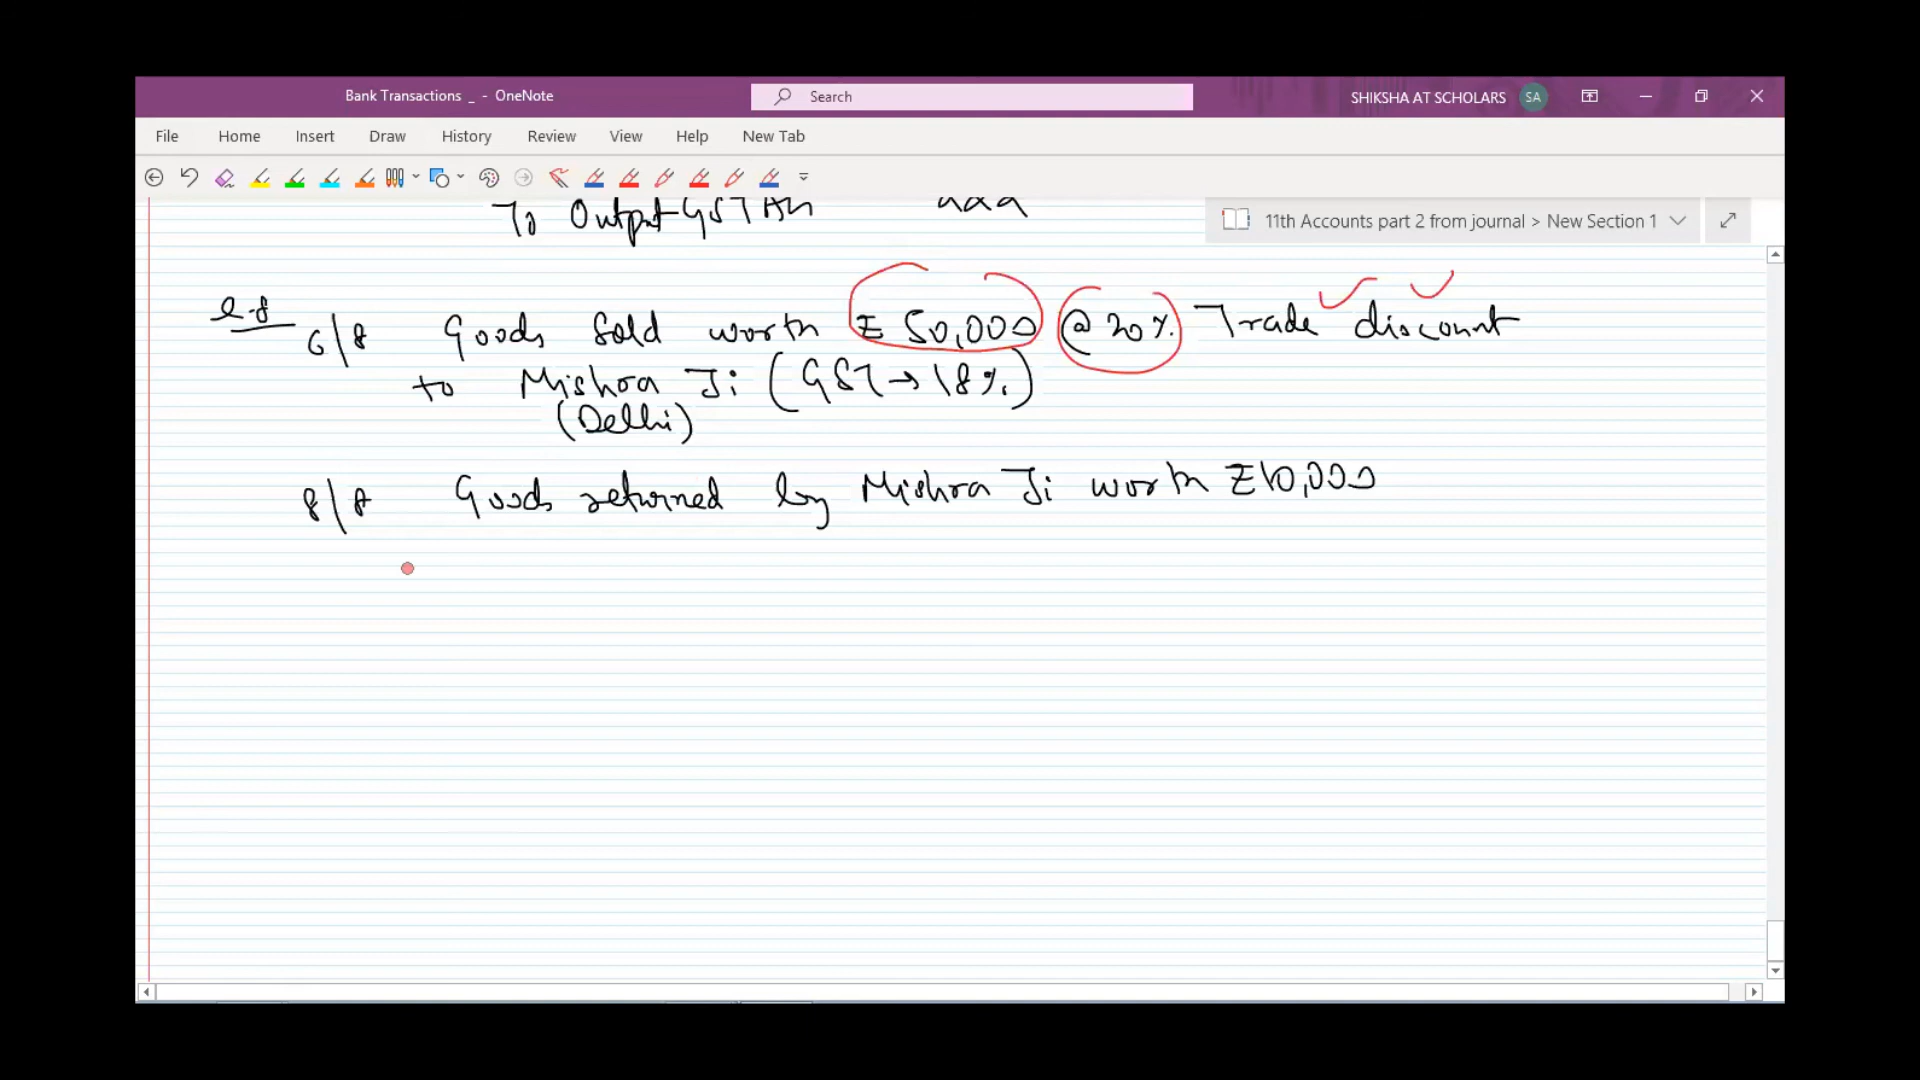 Bank Transactions _ - OneNote
Search
SHIKSHA AT SCHOLARS SA
File Home Insert Draw History Review View Help New Tab
To Output GST A/c
11th Accounts part 2 from journal > New Section 1
e-8
6/8 Goods Sold worth ₹ 50,000 @ 20% Trade discount
to Mishra Ji (GST → 18%)
(Delhi)
8/8 Goods returned by Mishra Ji worth ₹10,000